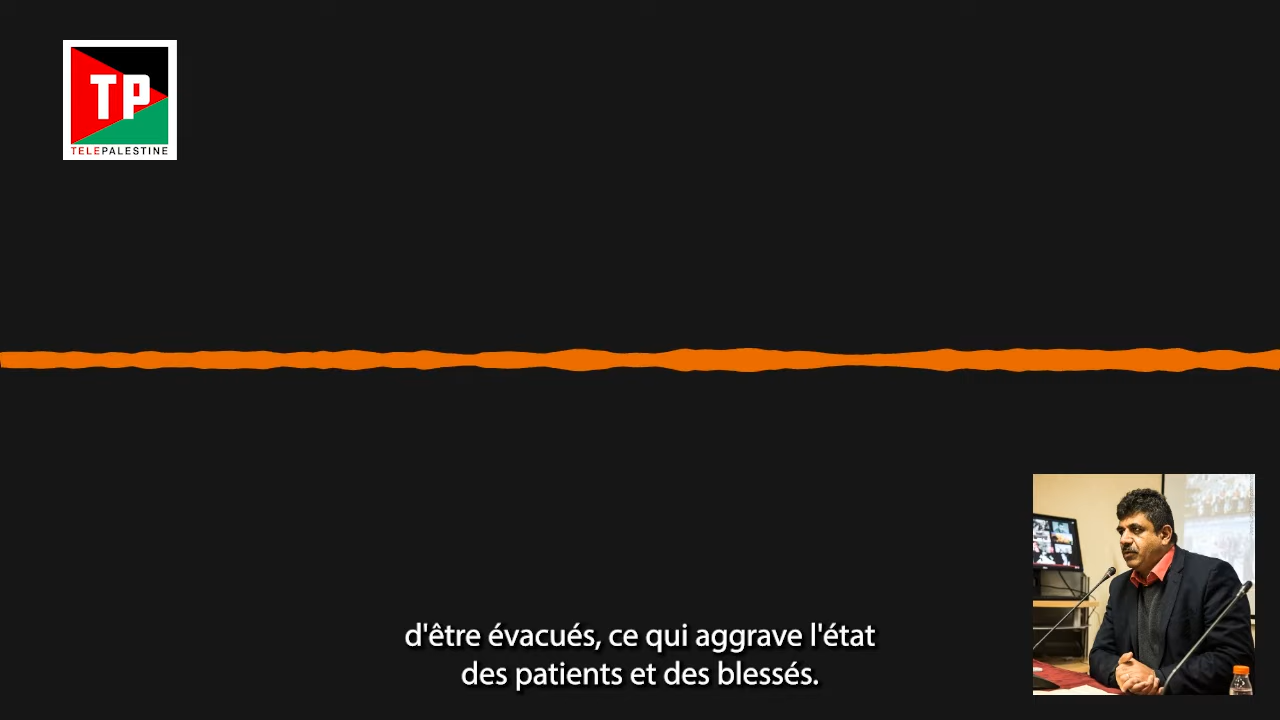 TP
TELEPALESTINE
d'être évacués, ce qui aggrave l'état
des patients et des blessés.